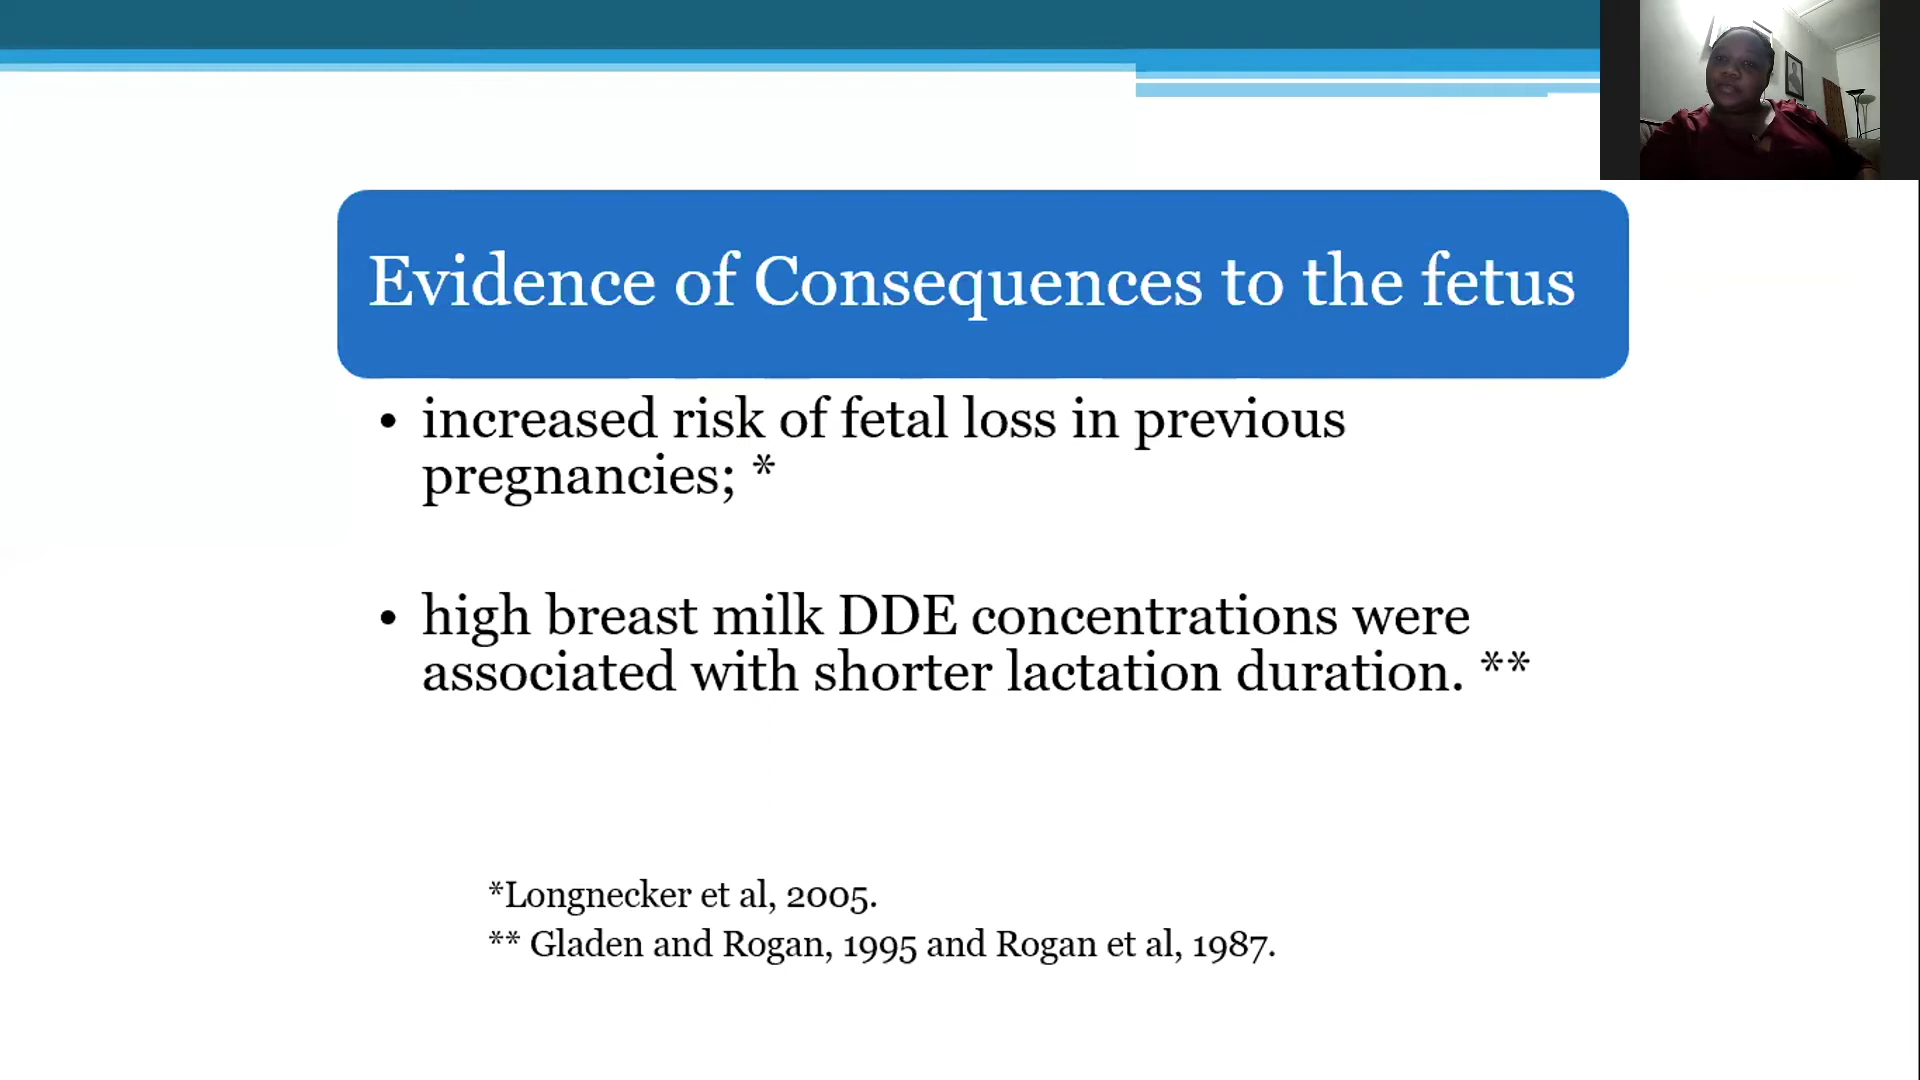 Evidence of Consequences to the fetus
• increased risk of fetal loss in previous
pregnancies; *
• high breast milk DDE concentrations were
associated with shorter lactation duration. **
*Longnecker et al, 2005.
** Gladen and Rogan, 1995 and Rogan et al, 1987.